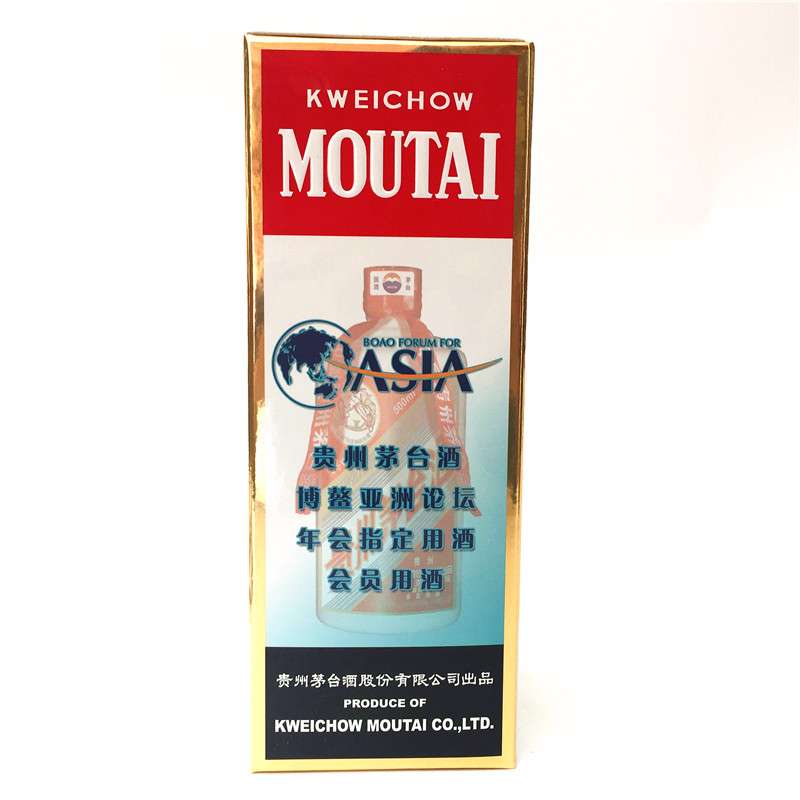 KWEICHOW
MOUTAI
BOAO FORUM FOR
ASIA
500ml
贵州茅台酒
博鳌亚洲论坛
年会指定用酒
会员用酒
贵州茅台酒股份有限公司出品
PRODUCE OF
KWEICHOW MOUTAI CO.,LTD.